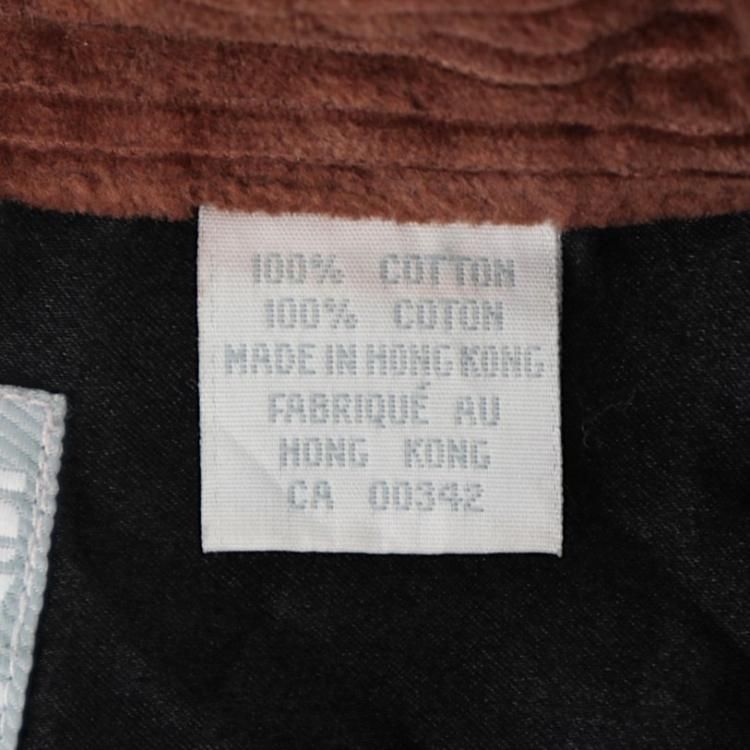 100% COTTON
100% COTON
MADE IN HONG KONG
FABRIQUÉ AU
HONG KONG
CA 00342